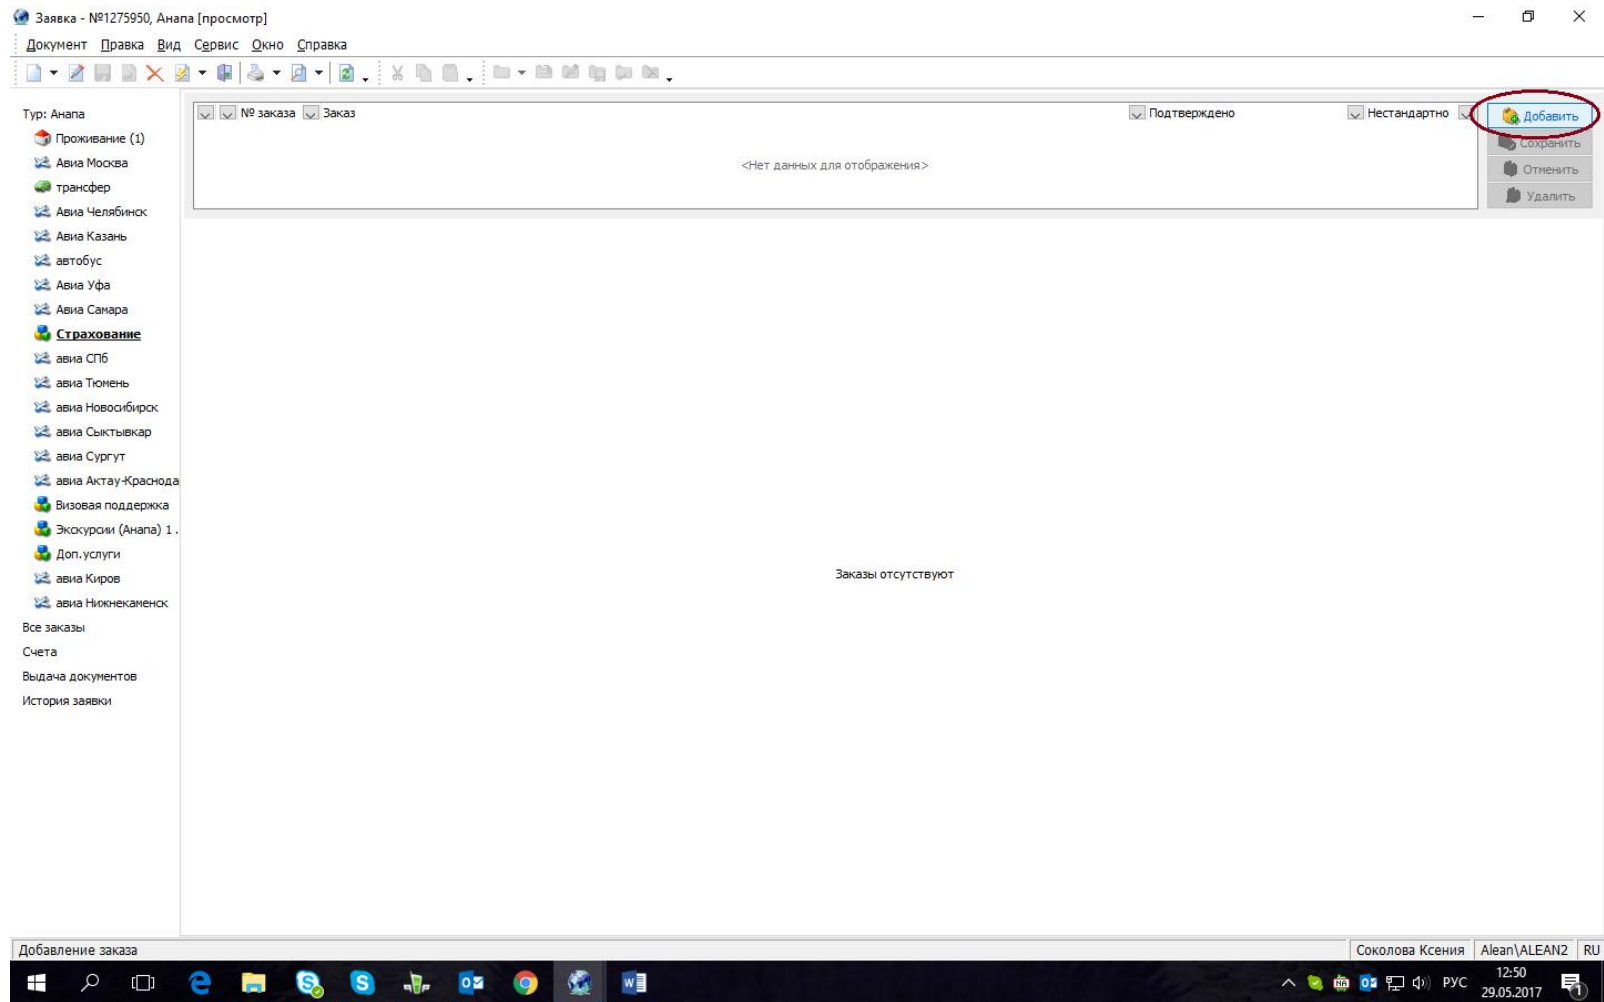 Заявка - №1275950, Анапа [просмотр]
Документ Правка Вид Сервис Окно Справка
Тур: Анапа
Проживание (1)
Авиа Москва
трансфер
Авиа Челябинск
Авиа Казань
автобус
Авиа Уфа
Авиа Самара
Страхование
авиа СПб
авиа Тюмень
авиа Новосибирск
авиа Сыктывкар
авиа Сургут
авиа Актау-Краснода
Визовая поддержка
Экскурсии (Анапа) 1 .
Доп.услуги
авиа Киров
авиа Нижнекаменск
Все заказы
Счета
Выдача документов
История заявки
№ заказа Заказ Подтверждено Нестандартно
<Нет данных для отображения>
Добавить
Сохранить
Отменить
Удалить
Заказы отсутствуют
Добавление заказа Соколова Ксения Alean\ALEAN2 RU
РУС 12:50
29.05.2017